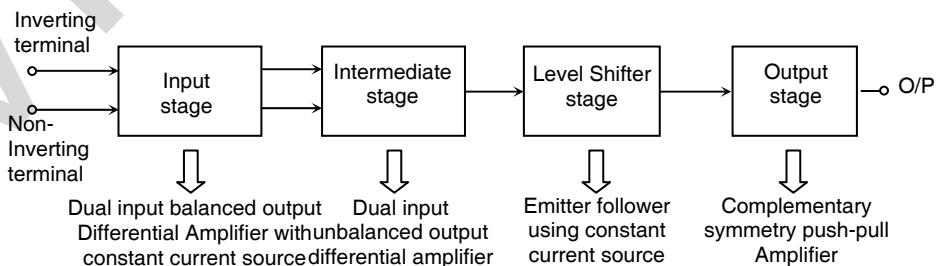 Inverting
terminal
Non-
Inverting
terminal
Input
stage
Intermediate
stage
Level Shifter
stage
Output
stage
O/P
Dual input balanced output
Differential Amplifier with
constant current source
Dual input
unbalanced output
differential amplifier
Emitter follower
using constant
current source
Complementary
symmetry push-pull
Amplifier